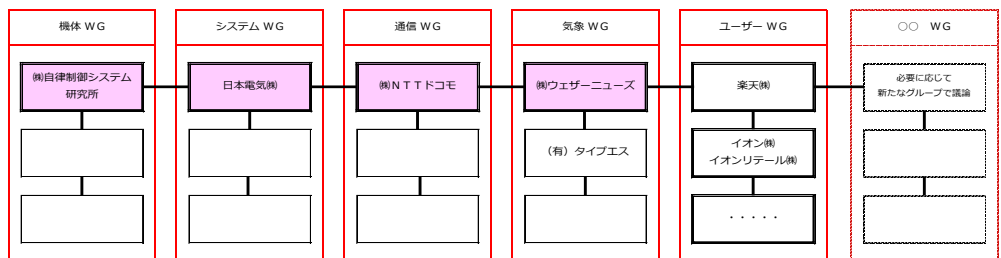 機体 WG
システム WG
通信 WG
気象 WG
ユーザー WG
○○ WG
㈱自律制御システム
研究所
日本電気㈱
㈱NTTドコモ
㈱ウェザーニューズ
楽天㈱
必要に応じて
新たなグループで議論
(有)タイプエス
イオン㈱
イオンリテール㈱
・・・・・